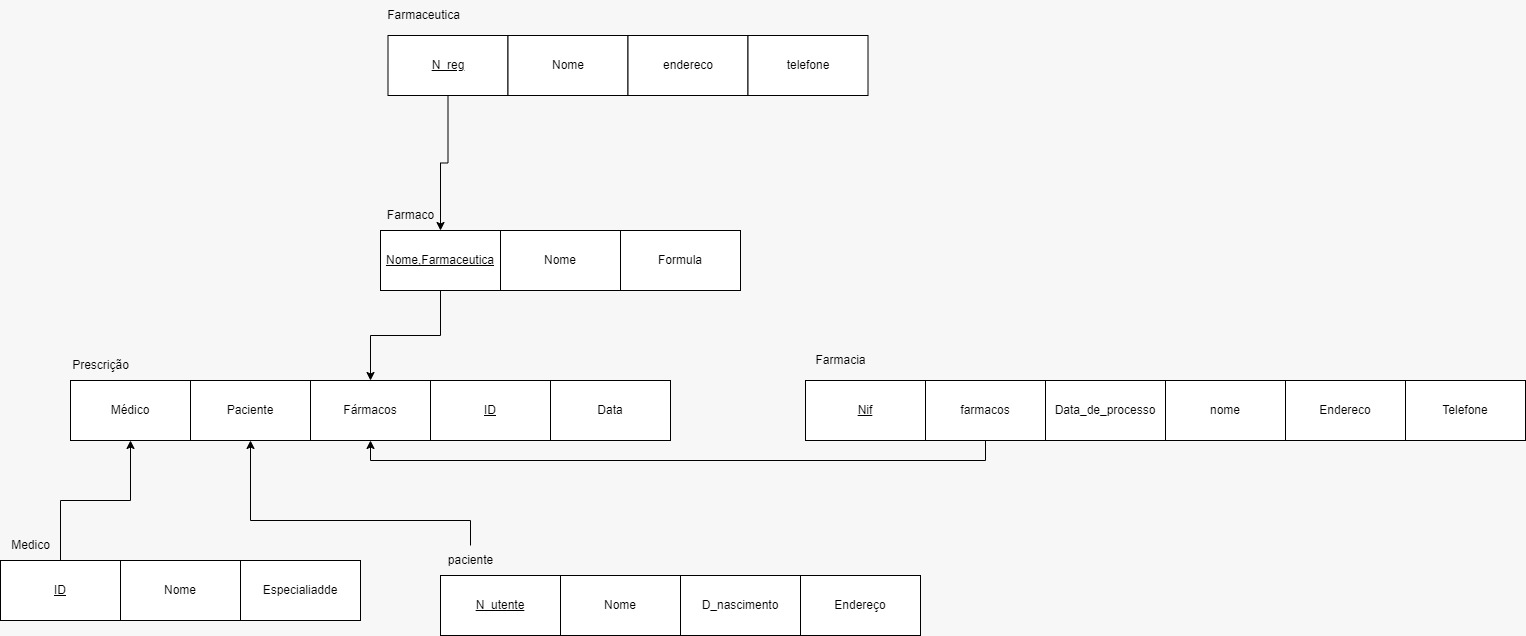 Farmaceutica
N_reg
Nome
endereco
telefone
Farmaco
Nome,Farmaceutica
Nome
Formula
Prescrição
Médico
Paciente
Fármacos
ID
Data
Farmacia
Nif
farmacos
Data_de_processo
nome
Endereco
Telefone
Medico
ID
Nome
Especialiadde
paciente
N_utente
Nome
D_nascimento
Endereço